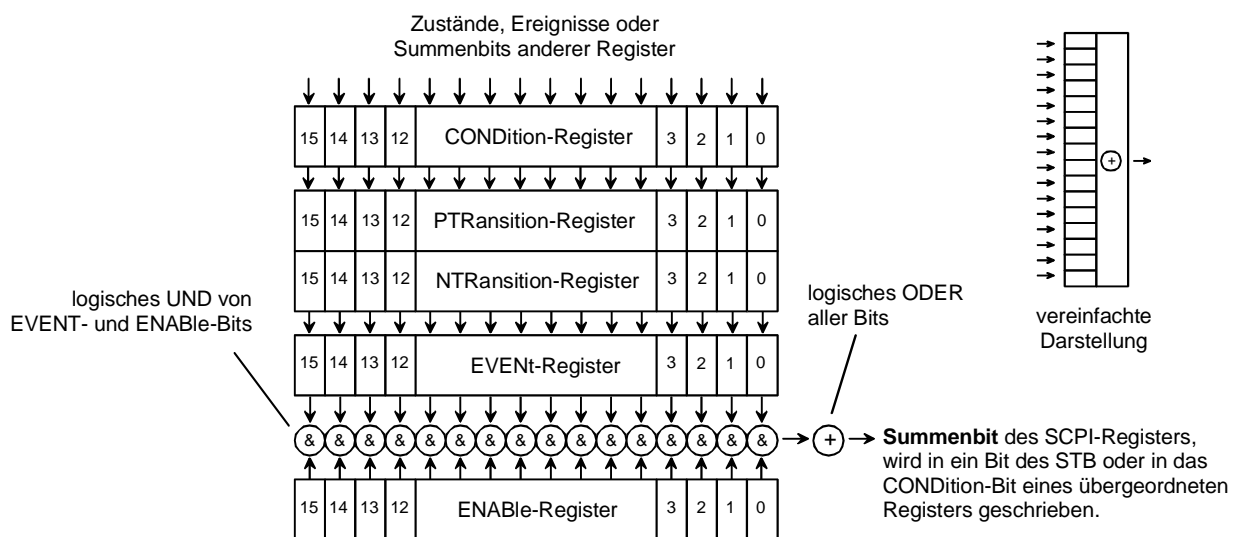 Zustände, Ereignisse oder
Summenbits anderer Register
15 14 13 12 CONDition-Register 3 2 1 0
15 14 13 12 PTRansition-Register 3 2 1 0
15 14 13 12 NTRansition-Register 3 2 1 0
logisches UND von
EVENT- und ENABle-Bits
logisches ODER
aller Bits
vereinfachte
Darstellung
15 14 13 12 EVENt-Register 3 2 1 0
& & & & & & & & & & & & & & & & +
Summenbit des SCPI-Registers,
wird in ein Bit des STB oder in das
CONDition-Bit eines übergeordneten
Registers geschrieben.
15 14 13 12 ENABle-Register 3 2 1 0
+